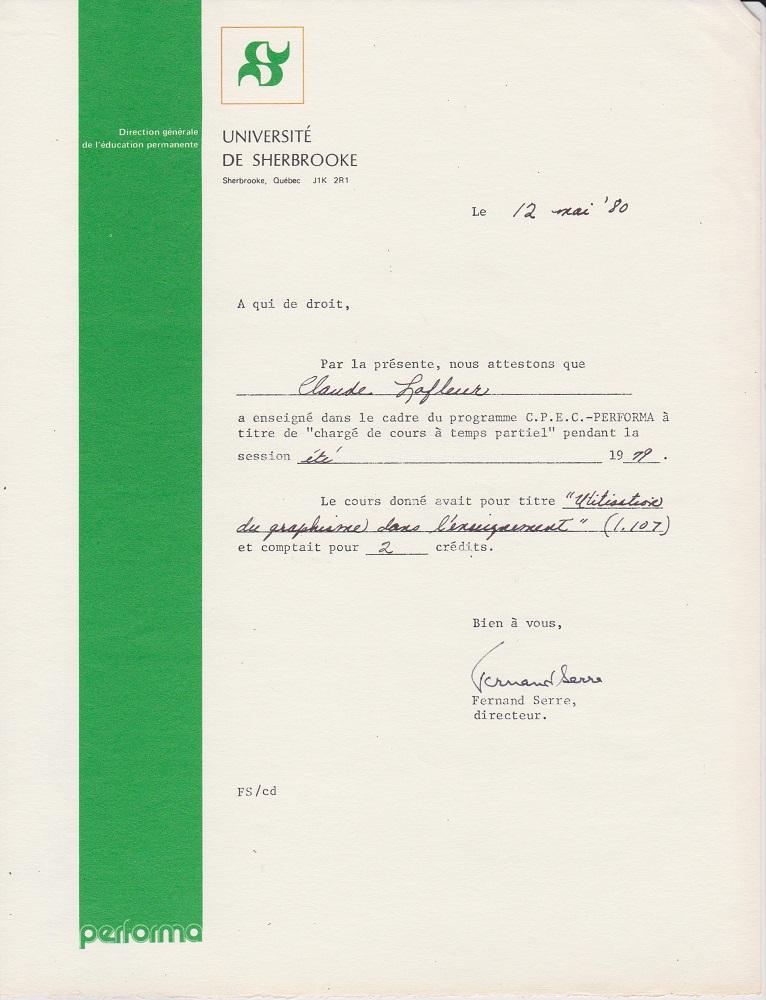 Direction générale
de l'éducation permanente
UNIVERSITÉ
DE SHERBROOKE
Sherbrooke, Québec J1K 2R1
Le 12 mai '80
A qui de droit,
Par la présente, nous attestons que
Claude Lafleur
a enseigné dans le cadre du programme C.P.E.C.-PERFORMA à
titre de "chargé de cours à temps partiel" pendant la
session été 19 79.
Le cours donné avait pour titre "Utilisation
du graphisme dans l'enseignement" (1.107)
et comptait pour 2 crédits.
Bien à vous,
Fernand Serre
Fernand Serre,
directeur.
FS/cd
performa